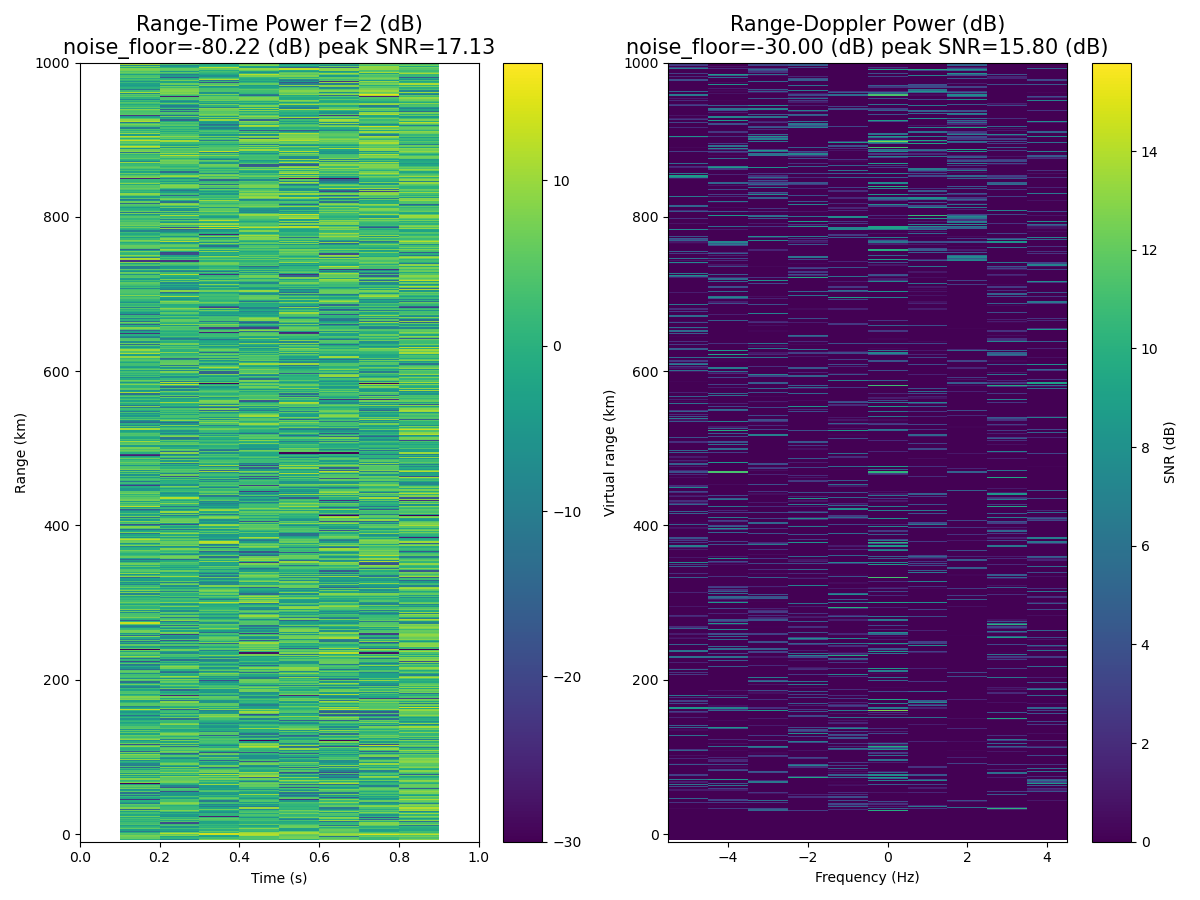 Range-Time Power f=2 (dB)
noise_floor=-80.22 (dB) peak SNR=17.13
Range-Doppler Power (dB)
noise_floor=-30.00 (dB) peak SNR=15.80 (dB)
1000
800
600
400
200
0
Range (km)
0.0 0.2 0.4 0.6 0.8 1.0
Time (s)
10
0
−10
−20
−30
1000
800
600
400
200
0
Virtual range (km)
−4 −2 0 2 4
Frequency (Hz)
14
12
10
8
6
4
2
0
SNR (dB)